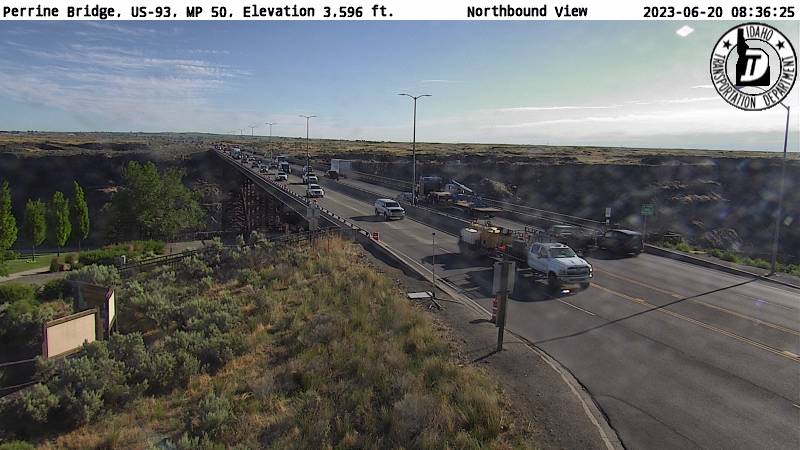 Perrine Bridge, US-93, MP 50, Elevation 3,596 ft. Northbound View 2023-06-20 08:36:25
IDAHO
TRANSPORTATION DEPARTMENT